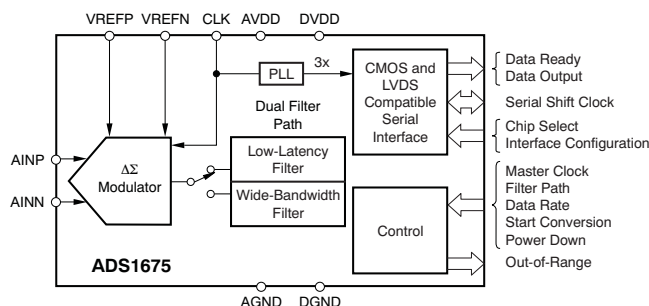 VREFP VREFN CLK AVDD DVDD
PLL
3x
CMOS and
LVDS
Compatible
Serial
Interface
Data Ready
Data Output
Serial Shift Clock
Chip Select
Interface Configuration
Dual Filter
Path
AINP
AINN
ΔΣ
Modulator
Low-Latency
Filter
Wide-Bandwidth
Filter
Control
Master Clock
Filter Path
Data Rate
Start Conversion
Power Down
Out-of-Range
ADS1675
AGND DGND